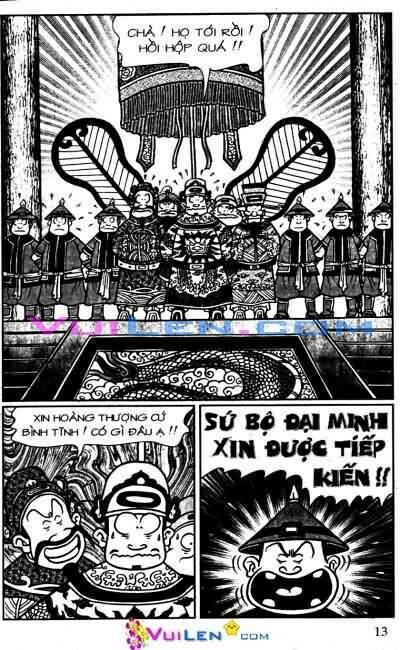 CHÀ ! HỌ TỚI RỒI !
HỒI HỘP QUÁ !!
VUILEN.COM
XIN HOÀNG THƯỢNG CỨ
BÌNH TĨNH ! CÓ GÌ ĐÂU Ạ !!
SỨ BỘ ĐẠI MINH
XIN ĐƯỢC TIẾP
KIẾN !!
13
VUILEN.COM